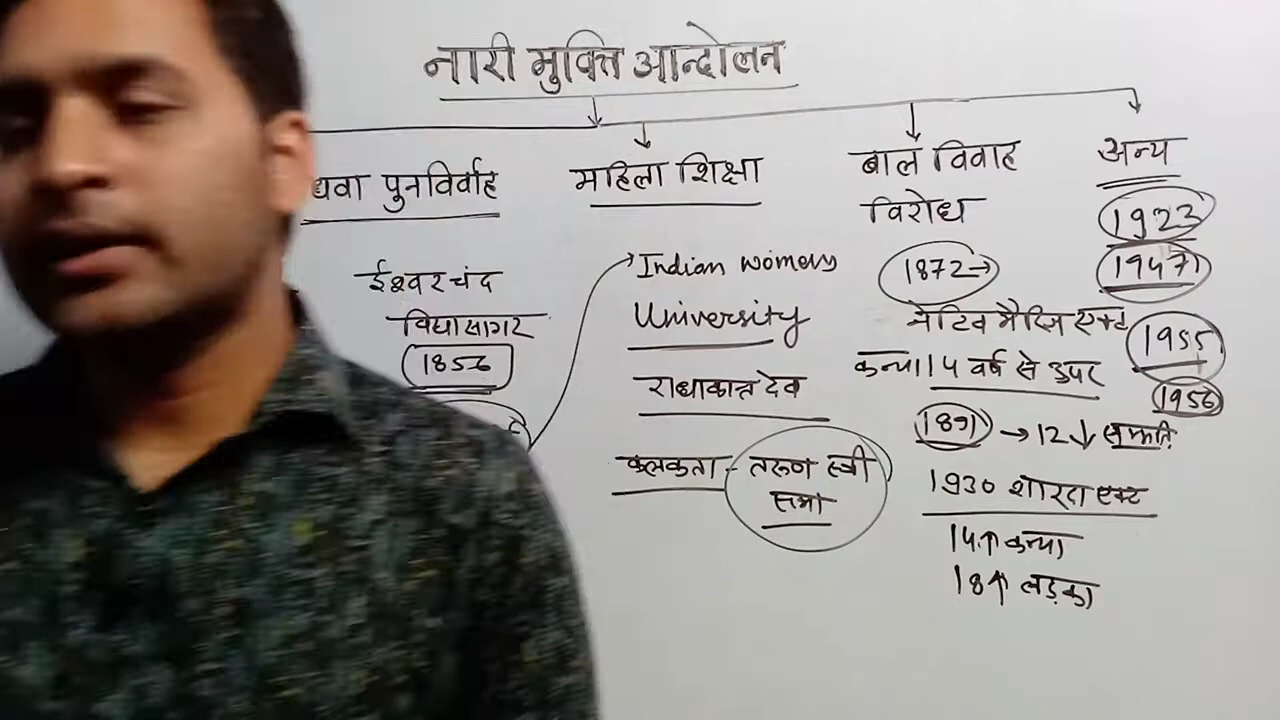 नारी मुक्ति आन्दोलन
धवा पुनर्विवाह
ईश्वरचंद
विद्यासागर
1856
महिला शिक्षा
Indian womens
University
राधाकान्त देव
कलकता - तरुण स्त्री
सभा
बाल विवाह
विरोध
1872→
नेटिव मैरिज एक्ट
कन्या 14 वर्ष से उपर
1891 → 12↓
1930 शारदा एक्ट
14↑ कन्या
18↑ लड़का
अन्य
1923
1947
1955
1956